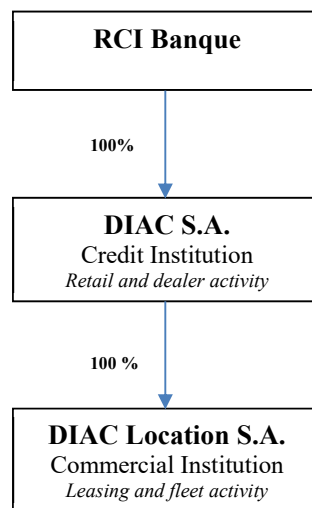 RCI Banque
100%
DIAC S.A.
Credit Institution
Retail and dealer activity
100 %
DIAC Location S.A.
Commercial Institution
Leasing and fleet activity